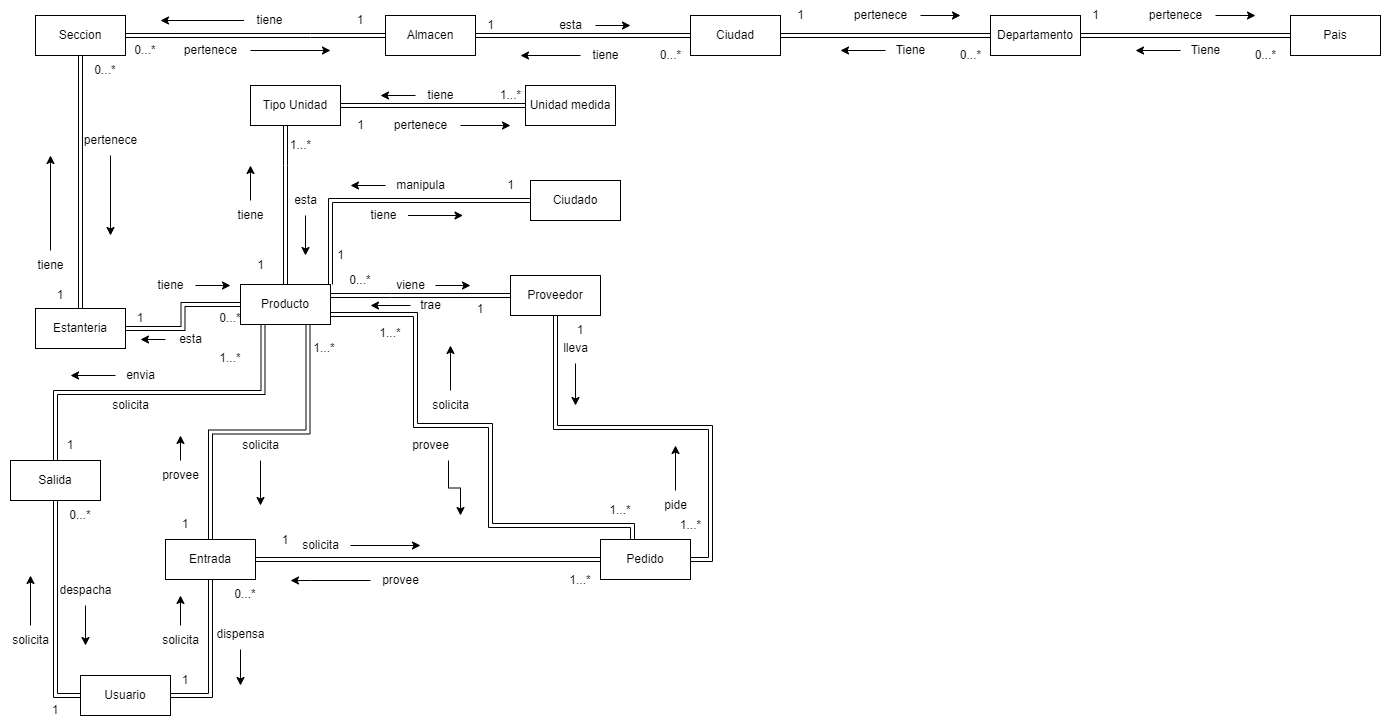 tiene
1
1
esta
1
pertenece
1
pertenece
Seccion
Almacen
Ciudad
Departamento
Pais
0...*
pertenece
tiene
0...*
Tiene
0...*
Tiene
0...*
0...*
tiene
1...*
Tipo Unidad
Unidad medida
1
pertenece
pertenece
1...*
manipula
1
Ciudado
esta
tiene
tiene
1
tiene
1
1
tiene
0...*
viene
Proveedor
Producto
trae
1
1
0...*
Estanteria
esta
1...*
1
1...*
1...*
lleva
envia
solicita
solicita
1
solicita
provee
provee
Salida
pide
0...*
1
1...*
1...*
1
solicita
Entrada
Pedido
provee
1...*
despacha
0...*
solicita
solicita
dispensa
1
Usuario
1